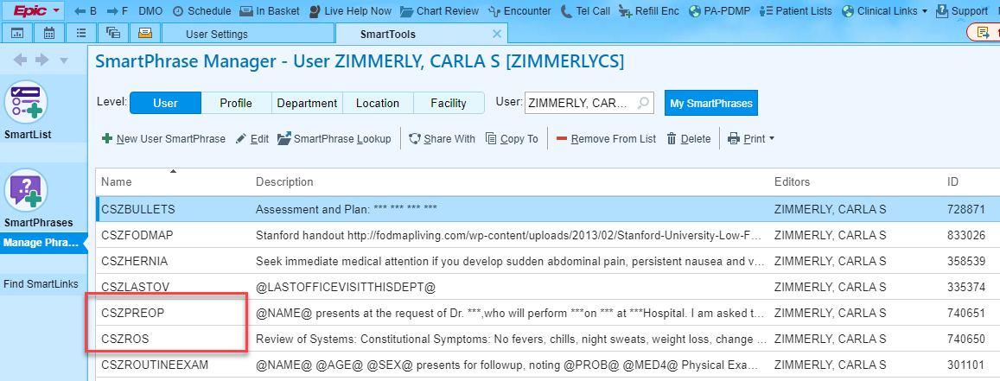 Epic B F DMO Schedule In Basket Live Help Now Chart Review Encounter Tel Call Refill Enc PA-PDMP Patient Lists Clinical Links Support
User Settings SmartTools
SmartPhrase Manager - User ZIMMERLY, CARLA S [ZIMMERLYCS]
Level: User Profile Department Location Facility User: ZIMMERLY, CAR... My SmartPhrases
SmartList
New User SmartPhrase Edit SmartPhrase Lookup Share With Copy To Remove From List Delete Print
Name Description Editors ID
CSZBULLETS Assessment and Plan: *** *** *** *** ZIMMERLY, CARLA S 728871
SmartPhrases
CSZFODMAP Stanford handout http://fodmapliving.com/wp-content/uploads/2013/02/Stanford-University-Low-F... ZIMMERLY, CARLA S 833026
Manage Phra...
CSZHERNIA Seek immediate medical attention if you develop sudden abdominal pain, persistent nausea and v... ZIMMERLY, CARLA S 358539
Find SmartLinks
CSZLASTOV @LASTOFFICEVISITTHISDEPT@ ZIMMERLY, CARLA S 335374
CSZPREOP @NAME@ presents at the request of Dr. ***,who will perform ***on *** at ***Hospital. I am asked t... ZIMMERLY, CARLA S 740651
CSZROS Review of Systems: Constitutional Symptoms: No fevers, chills, night sweats, weight loss, change ... ZIMMERLY, CARLA S 740650
CSZROUTINEEXAM @NAME@ @AGE@ @SEX@ presents for followup, noting @PROB@ @MED4@ Physical Exa... ZIMMERLY, CARLA S 301101